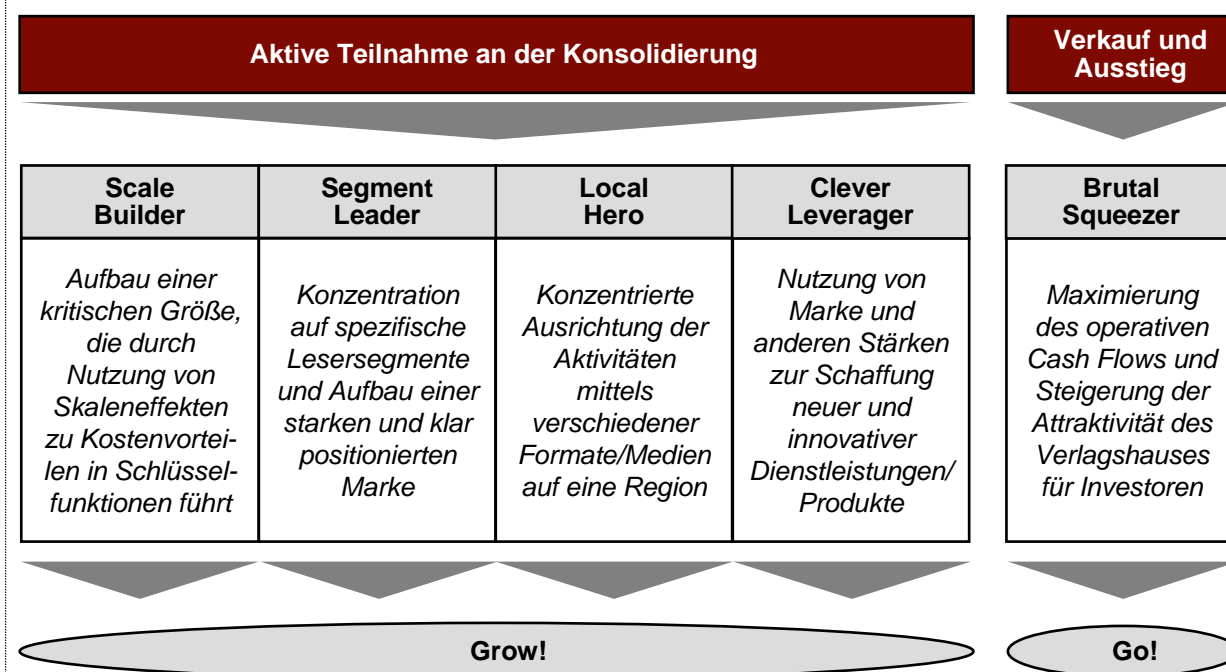 Aktive Teilnahme an der Konsolidierung
Verkauf und
Ausstieg
Scale
Builder
Aufbau einer
kritischen Größe,
die durch
Nutzung von
Skaleneffekten
zu Kostenvortei-
len in Schlüssel-
funktionen führt
Segment
Leader
Konzentration
auf spezifische
Lesersegmente
und Aufbau einer
starken und klar
positionierten
Marke
Local
Hero
Konzentrierte
Ausrichtung der
Aktivitäten
mittels
verschiedener
Formate/Medien
auf eine Region
Clever
Leverager
Nutzung von
Marke und
anderen Stärken
zur Schaffung
neuer und
innovativer
Dienstleistungen/
Produkte
Brutal
Squeezer
Maximierung
des operativen
Cash Flows und
Steigerung der
Attraktivität des
Verlagshauses
für Investoren
Grow!
Go!